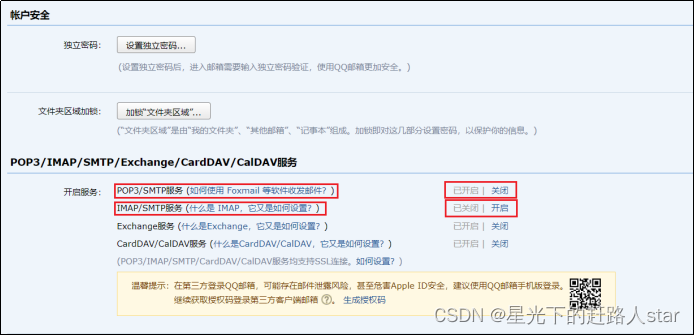 帐户安全
独立密码： 设置独立密码...
(设置独立密码后，进入邮箱需要输入独立密码验证，使用QQ邮箱更加安全。)
文件夹区域加锁： 加锁“文件夹区域”...
(“文件夹区域”是由“我的文件夹”、“其他邮箱”、“记事本”组成。加锁即对这几部分设置密码，以保护你的信息。)
POP3/IMAP/SMTP/Exchange/CardDAV/CalDAV服务
开启服务： POP3/SMTP服务 (如何使用 Foxmail 等软件收发邮件？) 已开启 | 关闭
IMAP/SMTP服务 (什么是 IMAP，它又是如何设置？) 已关闭 | 开启
Exchange服务 (什么是Exchange，它又是如何设置？) 已开启 | 关闭
CardDAV/CalDAV服务 (什么是CardDAV/CalDAV，它又是如何设置？) 已开启 | 关闭
(POP3/IMAP/SMTP/CardDAV/CalDAV服务均支持SSL连接。如何设置？)
温馨提示：在第三方登录QQ邮箱，可能存在邮件泄露风险，甚至危害Apple ID安全，建议使用QQ邮箱手机版登录。
继续获取授权码登录第三方客户端邮箱 ? 。 生成授权码
CSDN @星光下的赶路人star